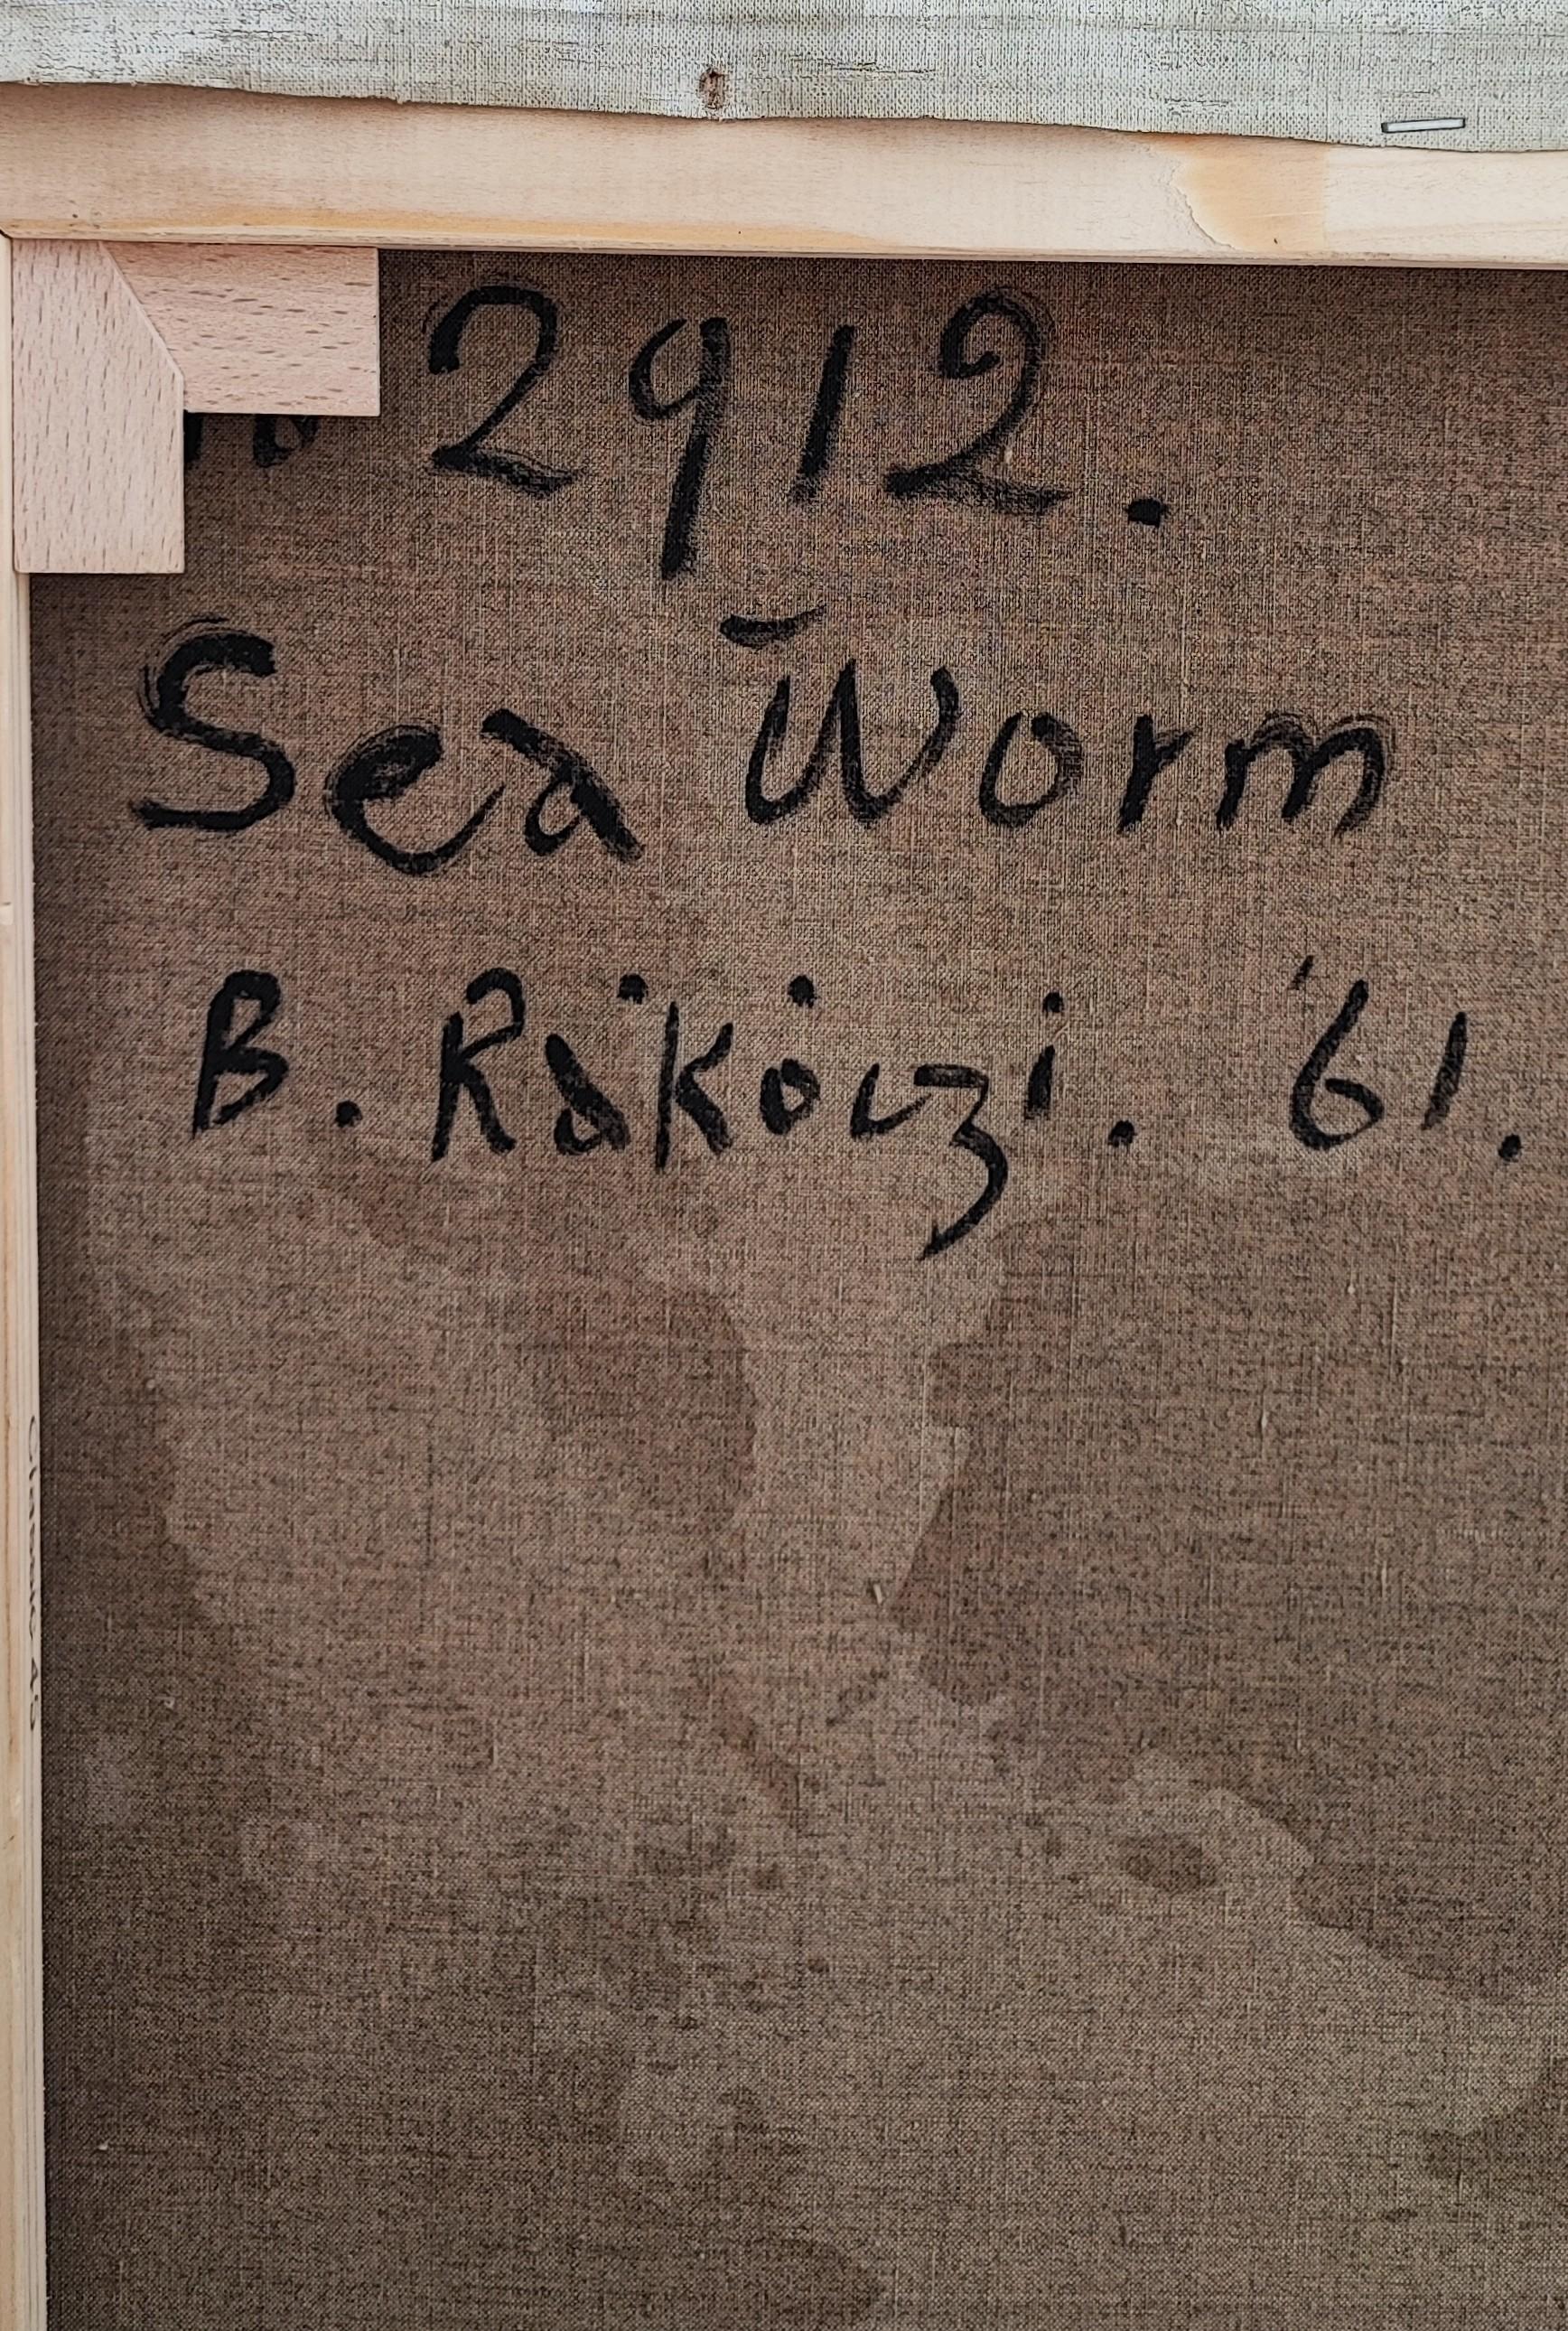 2912.
Sea Worm
B. Rákóczi. '61.